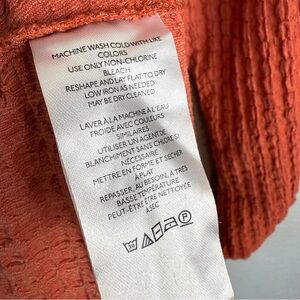 MACHINE WASH COLD WITH LIKE
COLORS
USE ONLY NON-CHLORINE
BLEACH
RESHAPE AND LAY FLAT TO DRY
LOW IRON AS NEEDED
MAY BE DRY CLEANED
LAVER À LA MACHINE À L'EAU
FROIDE AVEC COULEURS
SIMILAIRES
UTILISER UN AGENT DE
BLANCHIMENT SANS CHLORE SI
NÉCESSAIRE
METTRE EN FORME ET SÉCHER
À PLAT
REPASSER, AU BESOIN, À TRÈS
BASSE TEMPÉRATURE
PEUT-ÊTRE ÊTRE NETTOYÉE
À SEC
30 P